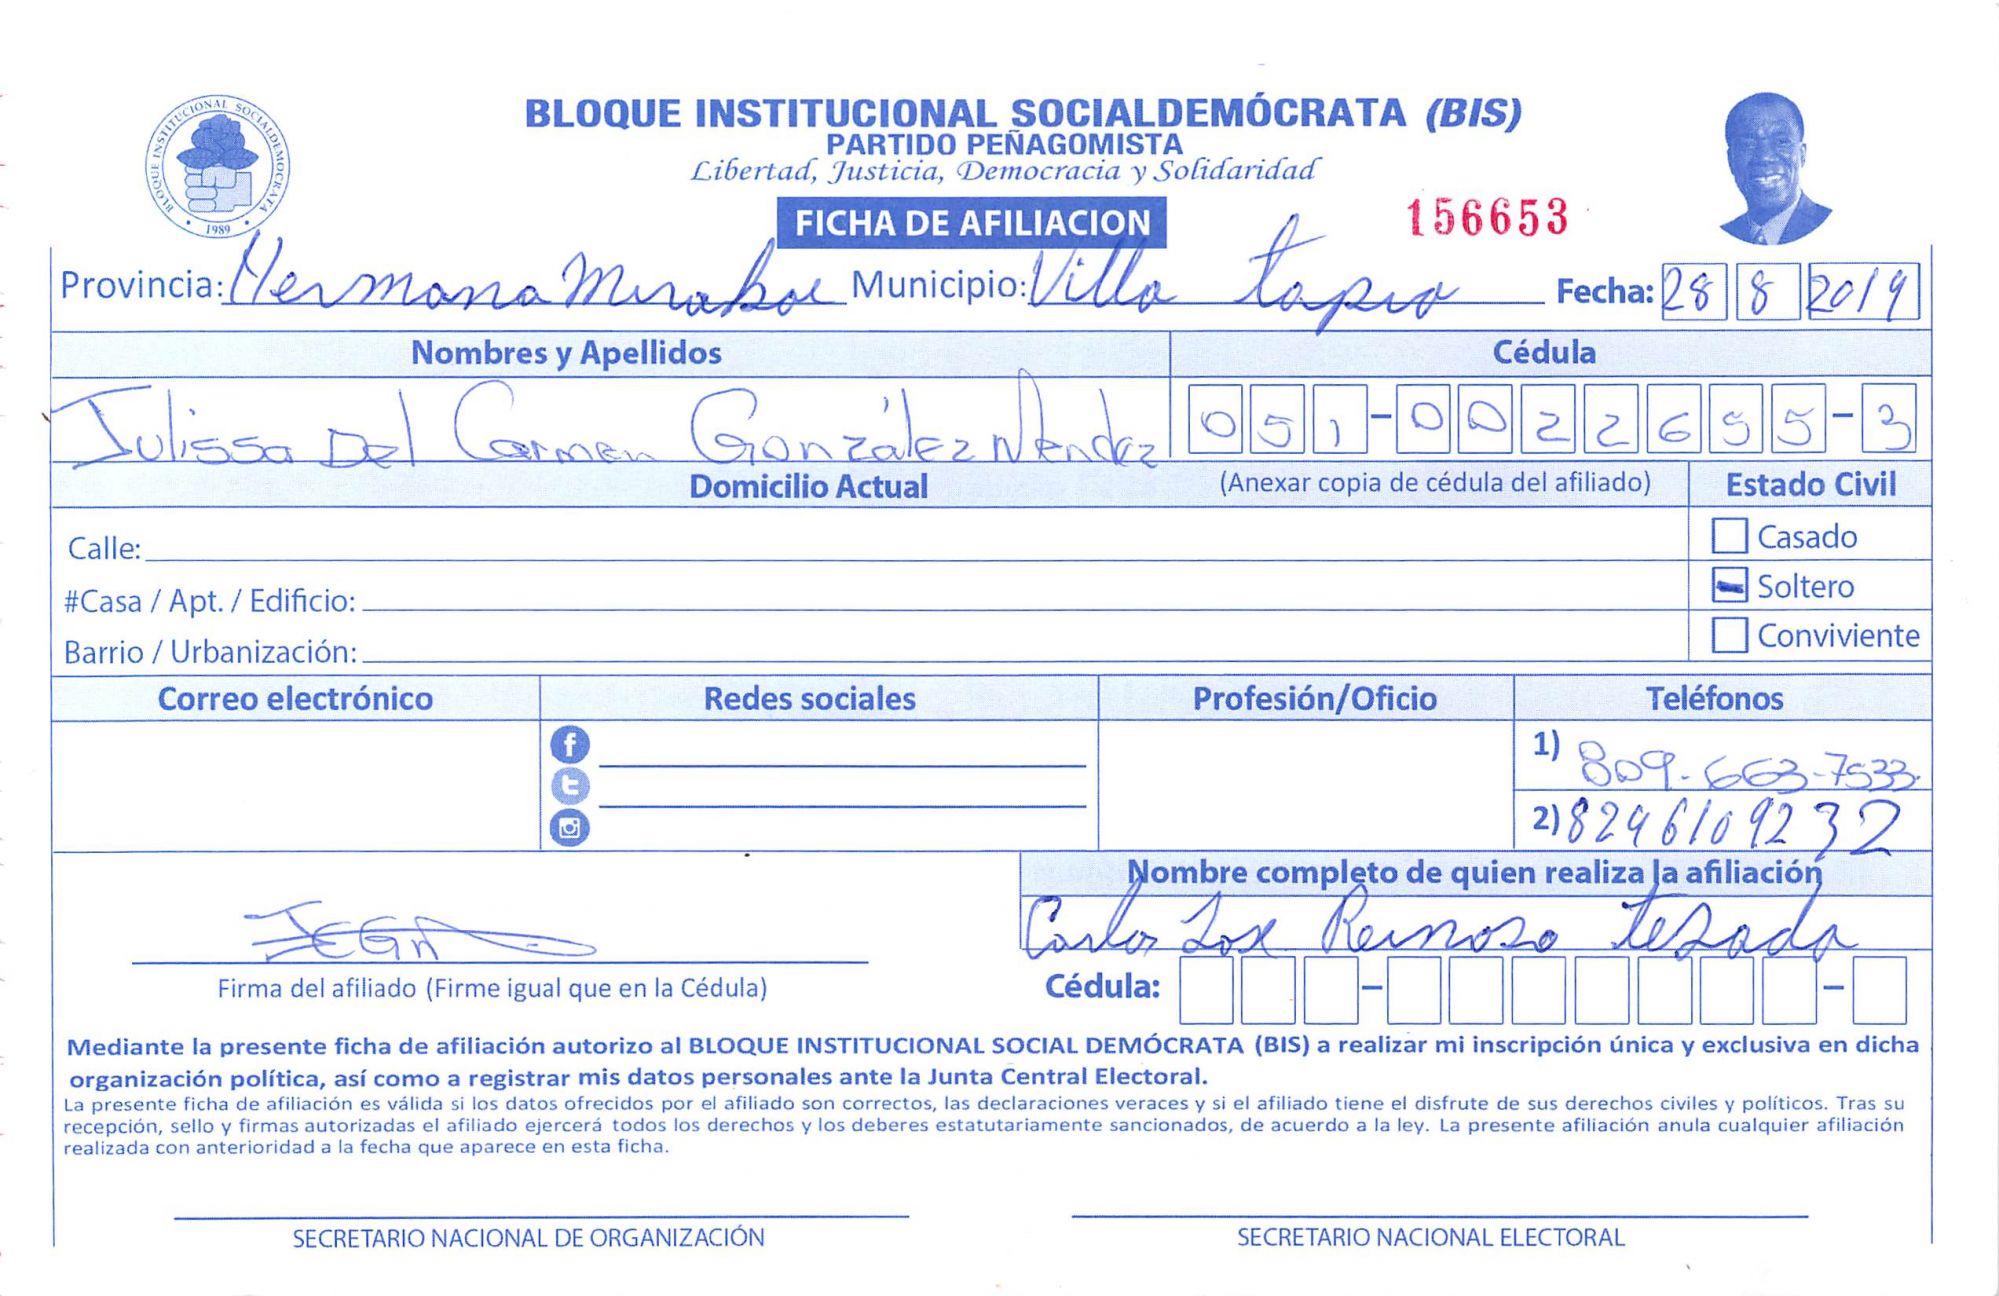 BLOQUE INSTITUCIONAL SOCIALDEMOCRATA
1989
BLOQUE INSTITUCIONAL SOCIALDEMÓCRATA (BIS)
PARTIDO PEÑAGOMISTA
Libertad, Justicia, Democracia y Solidaridad
FICHA DE AFILIACION
156653
Provincia: Hermana Mirabal Municipio: Villa tapia Fecha: 28 8 2019
Nombres y Apellidos Cédula
Julissa Del Carmen González Méndez 051-0022655-3
Domicilio Actual (Anexar copia de cédula del afiliado) Estado Civil
Calle: Casado
#Casa / Apt. / Edificio: Soltero
Barrio / Urbanización: Conviviente
Correo electrónico Redes sociales Profesión/Oficio Teléfonos
1) 809-663-7533
2) 8296109232
Nombre completo de quien realiza la afiliación
Carlos Reinoso tejada
Cédula: - -
Firma del afiliado (Firme igual que en la Cédula)
Mediante la presente ficha de afiliación autorizo al BLOQUE INSTITUCIONAL SOCIAL DEMÓCRATA (BIS) a realizar mi inscripción única y exclusiva en dicha
organización política, así como a registrar mis datos personales ante la Junta Central Electoral.
La presente ficha de afiliación es válida si los datos ofrecidos por el afiliado son correctos, las declaraciones veraces y si el afiliado tiene el disfrute de sus derechos civiles y políticos. Tras su
recepción, sello y firmas autorizadas el afiliado ejercerá todos los derechos y los deberes estatutariamente sancionados, de acuerdo a la ley. La presente afiliación anula cualquier afiliación
realizada con anterioridad a la fecha que aparece en esta ficha.
SECRETARIO NACIONAL DE ORGANIZACIÓN SECRETARIO NACIONAL ELECTORAL